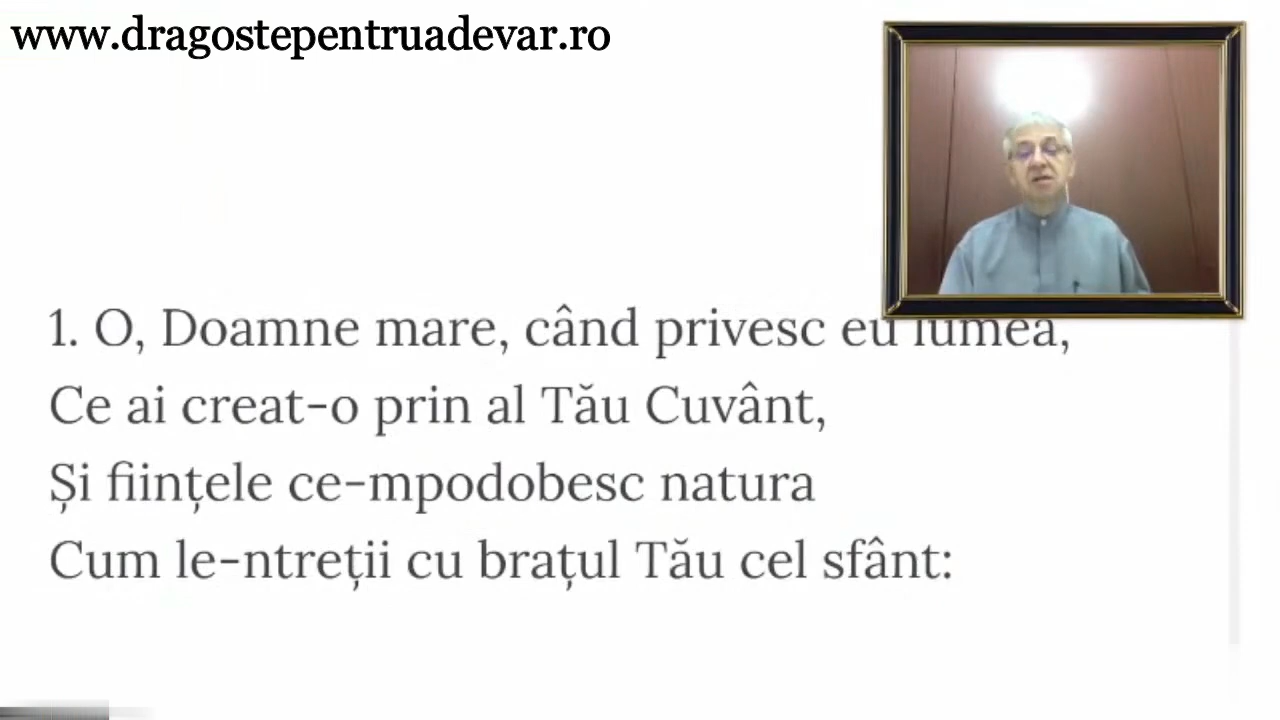 www.dragostepentruadevar.ro
1. O, Doamne mare, când privesc eu lumea,
Ce ai creat-o prin al Tău Cuvânt,
Și ființele ce-mpodobesc natura
Cum le-ntreții cu brațul Tău cel sfânt: